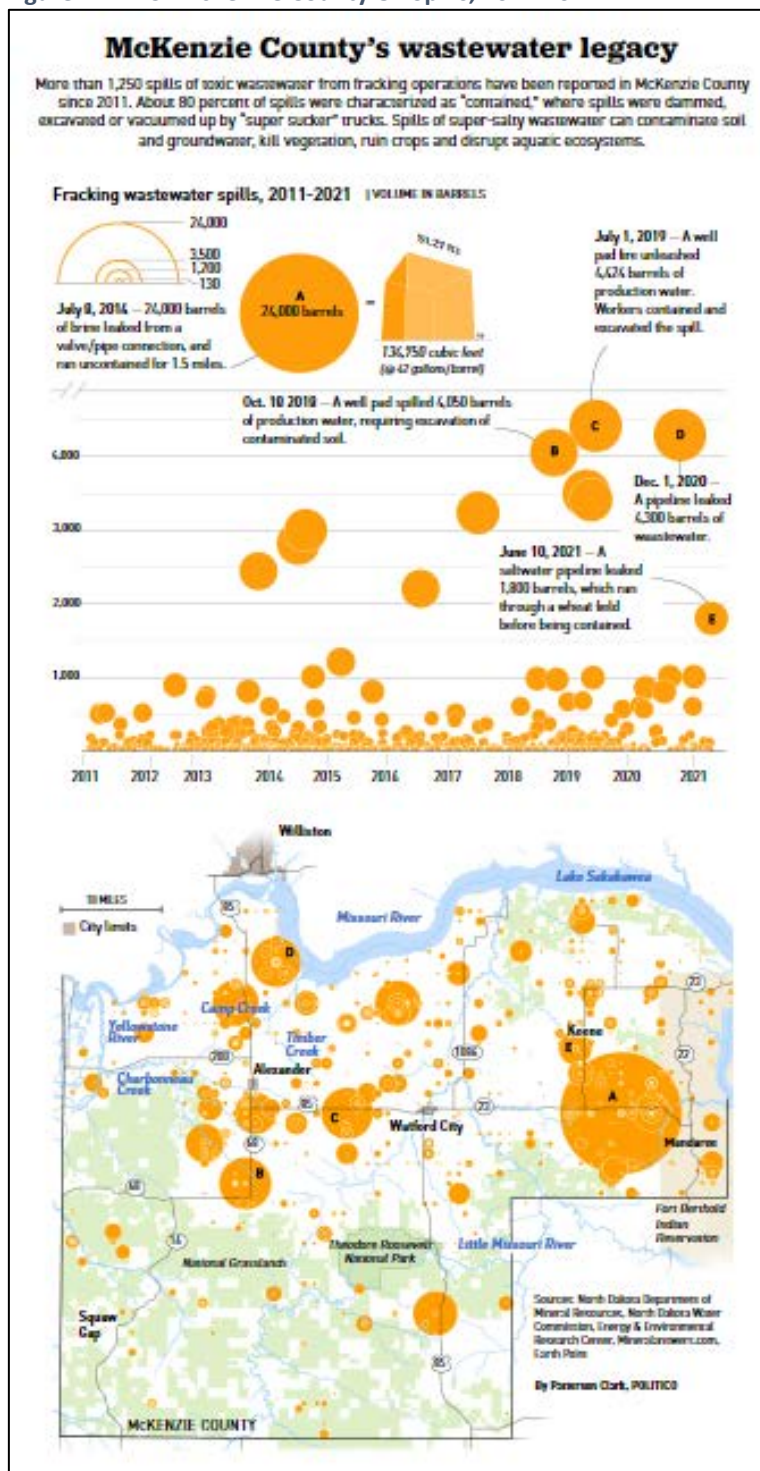 McKenzie County's wastewater legacy
More than 1,250 spills of toxic wastewater from fracking operations have been reported in McKenzie County
since 2011. About 80 percent of spills were characterized as "contained," where spills were dammed,
excavated or vacuumed up by "super sucker" trucks. Spills of super-salty wastewater can contaminate soil
and groundwater, kill vegetation, ruin crops and disrupt aquatic ecosystems.
Fracking wastewater spills, 2011-2021 | VOLUME IN BARRELS
24,000
3,500
1,200
130
July 8, 2014 — 24,000 barrels
of brine leaked from a
valve/pipe connection, and
ran uncontained for 1.5 miles.
A
24,000 barrels
=
51.27 ft
134,750 cubic feet
(@ 42 gallons/barrel)
July 1, 2019 — A well
pad fire unleashed
4,424 barrels of
production water.
Workers contained and
excavated the spill.
Oct. 10 2018 — A well pad spilled 4,050 barrels
of production water, requiring excavation of
contaminated soil.
C
B
D
4,000
Dec. 1, 2020 —
A pipeline leaked
4,300 barrels of
waastewater.
3,000
June 10, 2021 — A
saltwater pipeline leaked
1,800 barrels, which ran
through a wheat field
before being contained.
2,000
E
1,000
2011 2012 2013 2014 2015 2016 2017 2018 2019 2020 2021
Williston
Lake Sakakawea
10 MILES
85
Missouri River
City limits
D
23
Camp Creek
Yellowstone
River
Timber
Creek
Keene
E
200
1806
22
Alexander
Charbonneau
Creek
A
85
C
23
Watford City
68
Mandaree
B
68
Fort Berthold
Indian
Reservation
16
Theodore Roosevelt
National Park
Little Missouri River
National Grasslands
Squaw
Gap
Sources: North Dakota Department of
Mineral Resources, North Dakota Water
Commission, Energy & Environmental
Research Center, Mineralanswers.com,
Earth Point
85
By Paterson Clark, POLITICO
McKENZIE COUNTY